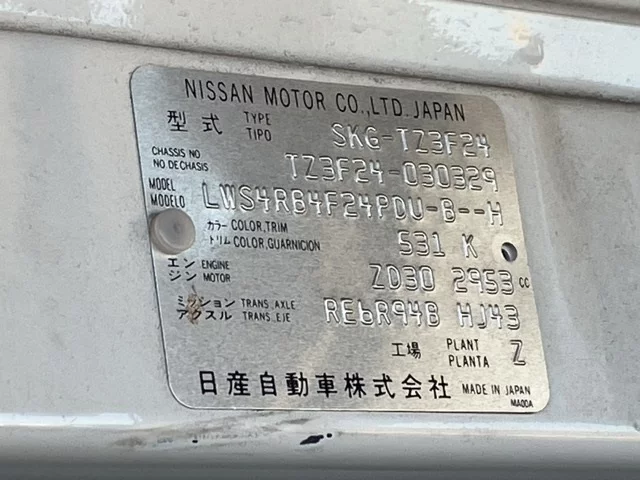 NISSAN MOTOR CO.,LTD. JAPAN
型式 TYPE TIPO SKG-TZ3F24
CHASSIS NO NO DE CHASIS TZ3F24-030329
MODEL MODELO LWS4RB4F24PDU-B--H
カラー トリム COLOR,TRIM COLOR,GUARNICION 531 K
エンジン ENGINE MOTOR ZD30 2953 cc
ミッション アクスル TRANS.,AXLE TRANS.,EJE RE6R94B HJ43
工場 PLANT PLANTA Z
日産自動車株式会社 MADE IN JAPAN
MA0DA